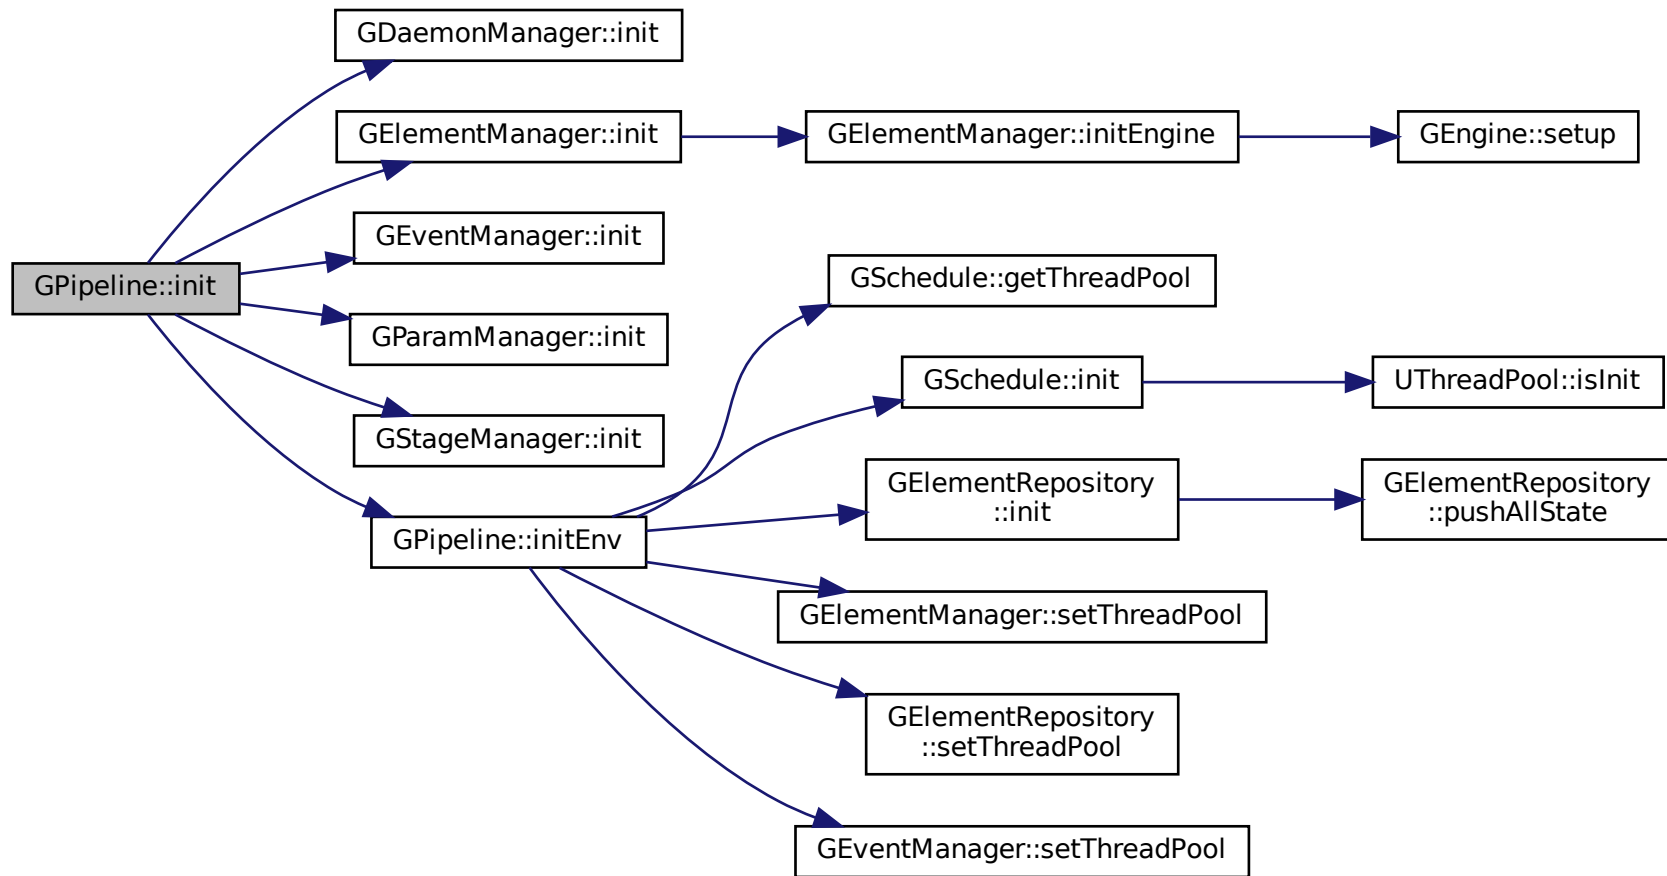 GDaemonManager::init
GElementManager::init
GElementManager::initEngine
GEngine::setup
GEventManager::init
GPipeline::init
GSchedule::getThreadPool
GParamManager::init
GSchedule::init
UThreadPool::isInit
GStageManager::init
GElementRepository
::init
GElementRepository
::pushAllState
GPipeline::initEnv
GElementManager::setThreadPool
GElementRepository
::setThreadPool
GEventManager::setThreadPool